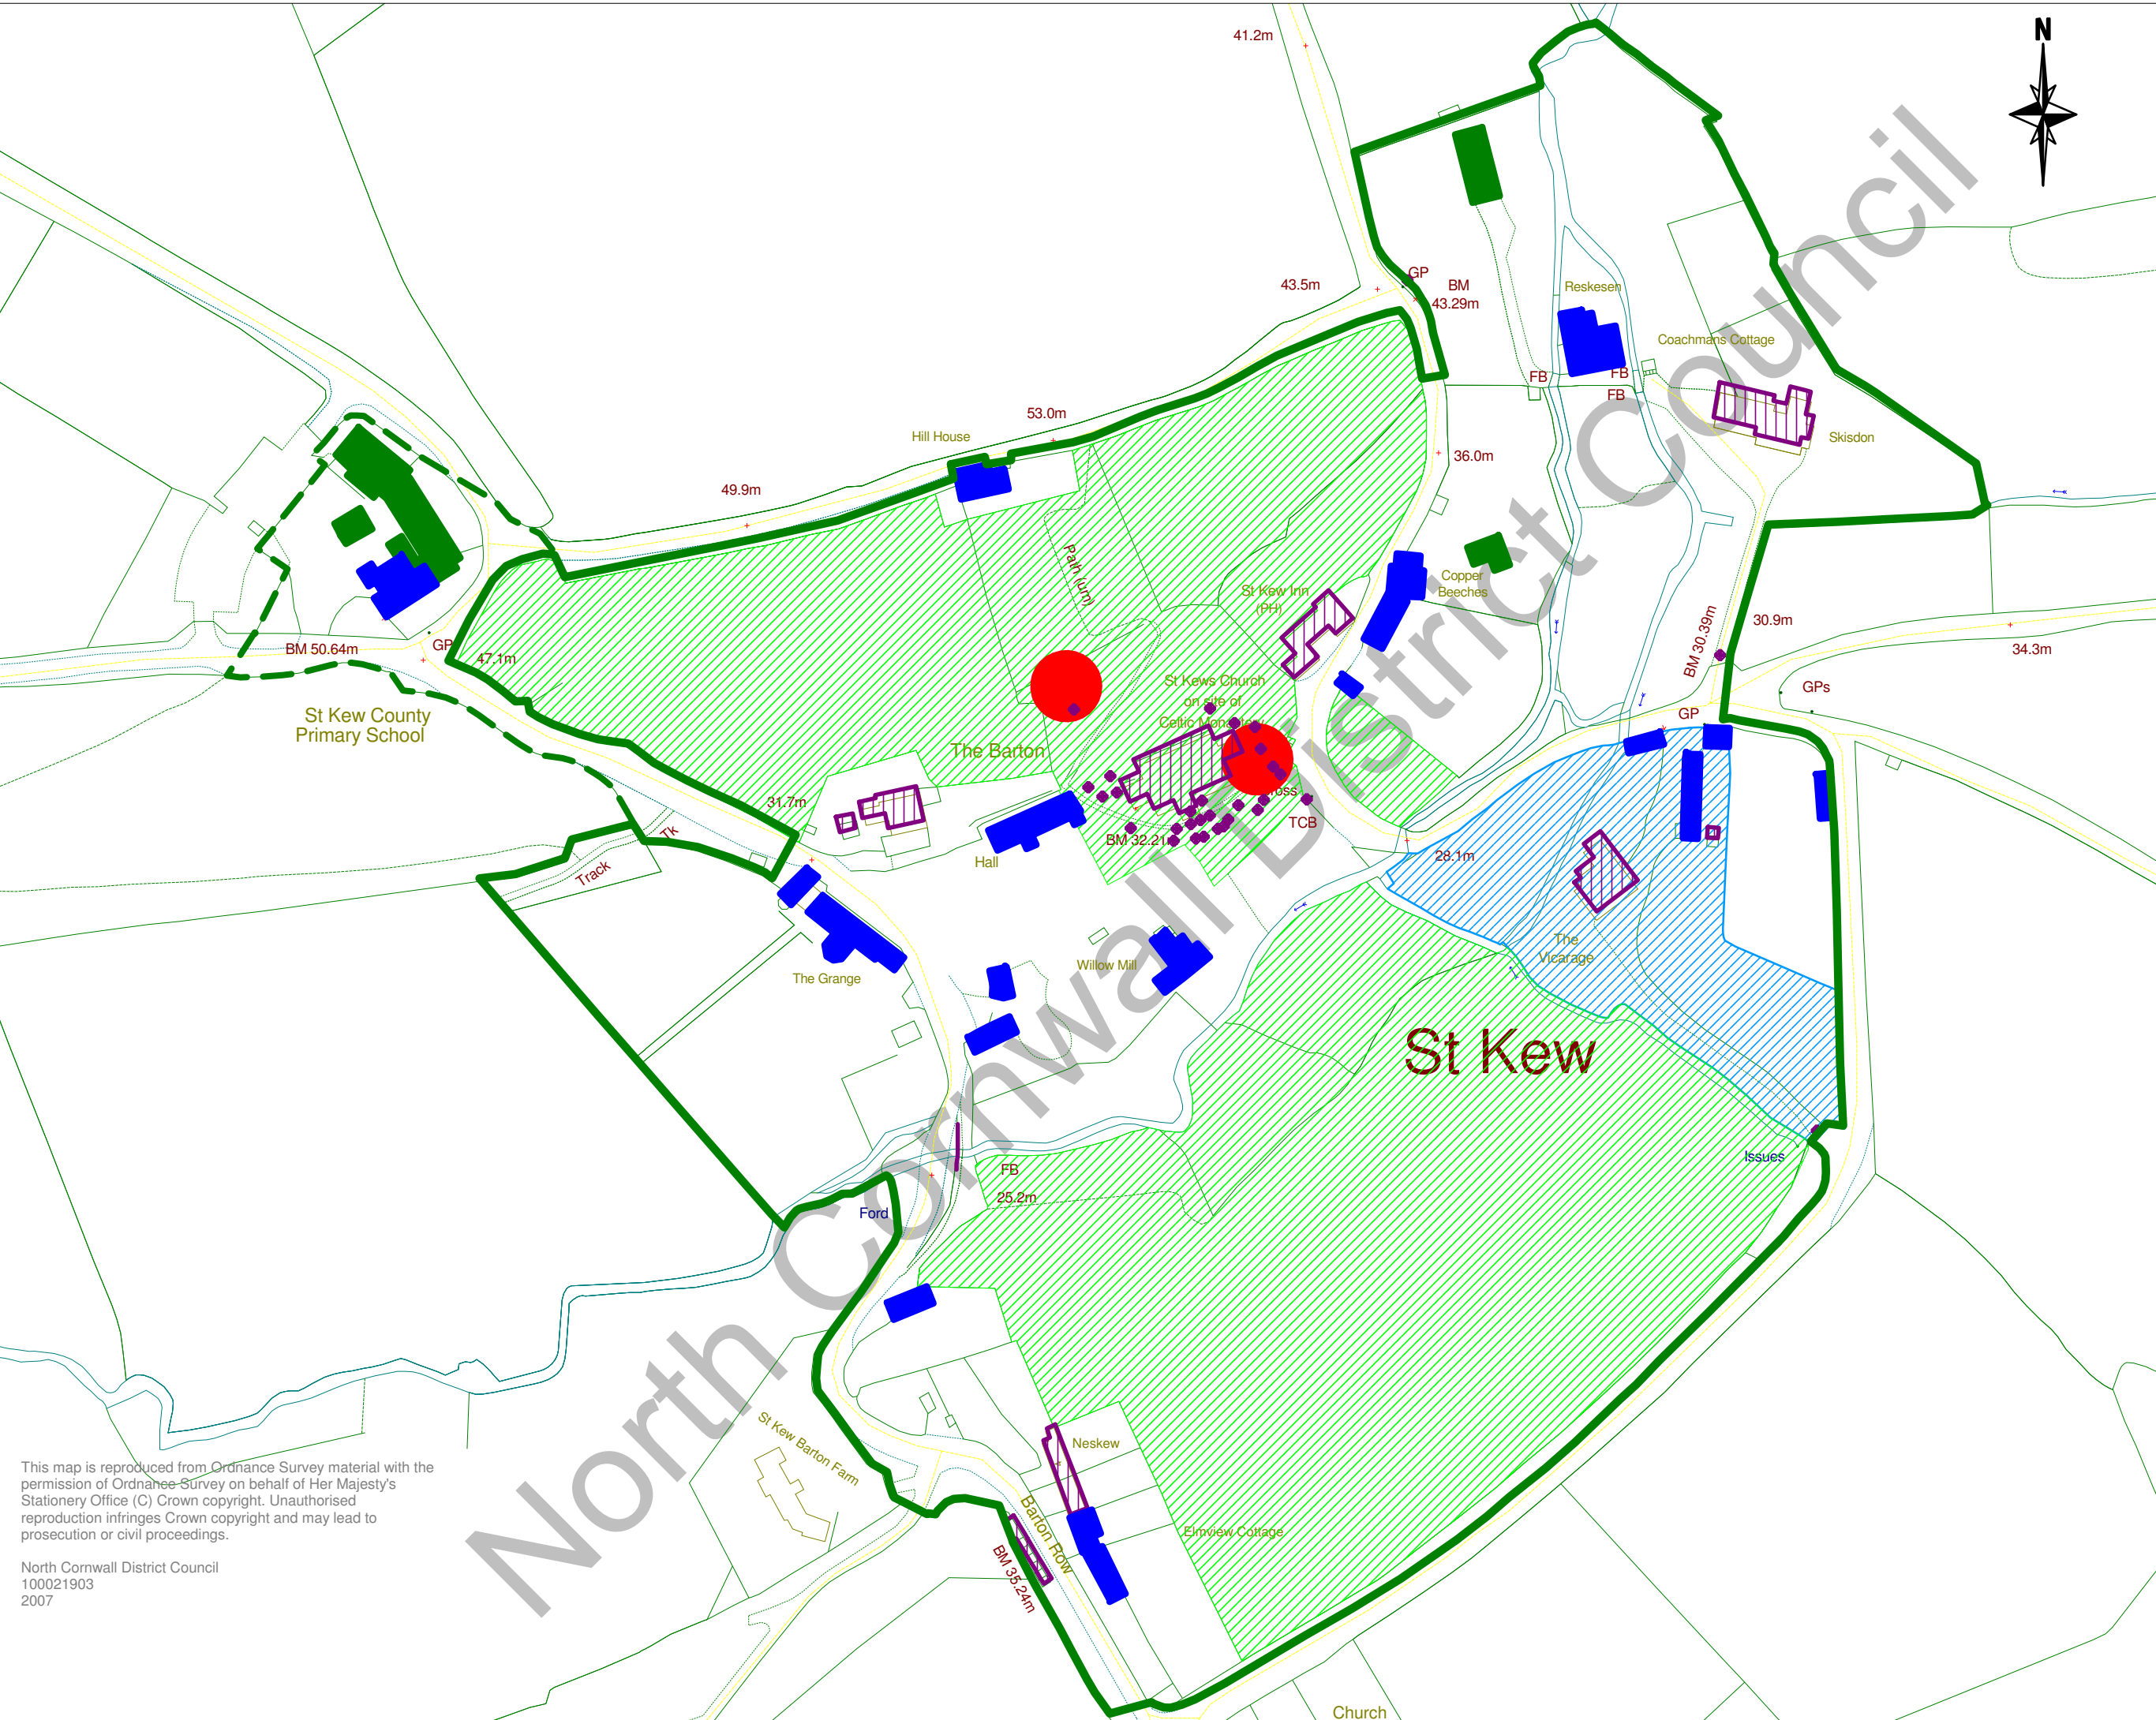 N
41.2m
GP
BM
43.29m
43.5m
Reskesen
Coachmans Cottage
FB
FB
FB
53.0m
Hill House
Skisdon
36.0m
49.9m
Path (um)
St Kew Inn
(PH)
Copper
Beeches
BM 30.39m
30.9m
34.3m
BM 50.64m
GP
47.1m
St Kew County
Primary School
St Kews Church
on site of
Celtic Monastery
GPs
GP
The Barton
31.7m
Cross
TCB
BM 32.21m
Tk
Track
Hall
28.1m
The
Vicarage
The Grange
Willow Mill
St Kew
Issues
FB
25.2m
Ford
St Kew Barton Farm
Neskew
Barton Row
Elmview Cottage
BM 35.24m
Church
North Cornwall District Council
This map is reproduced from Ordnance Survey material with the
permission of Ordnance Survey on behalf of Her Majesty's
Stationery Office (C) Crown copyright. Unauthorised
reproduction infringes Crown copyright and may lead to
prosecution or civil proceedings.
North Cornwall District Council
100021903
2007